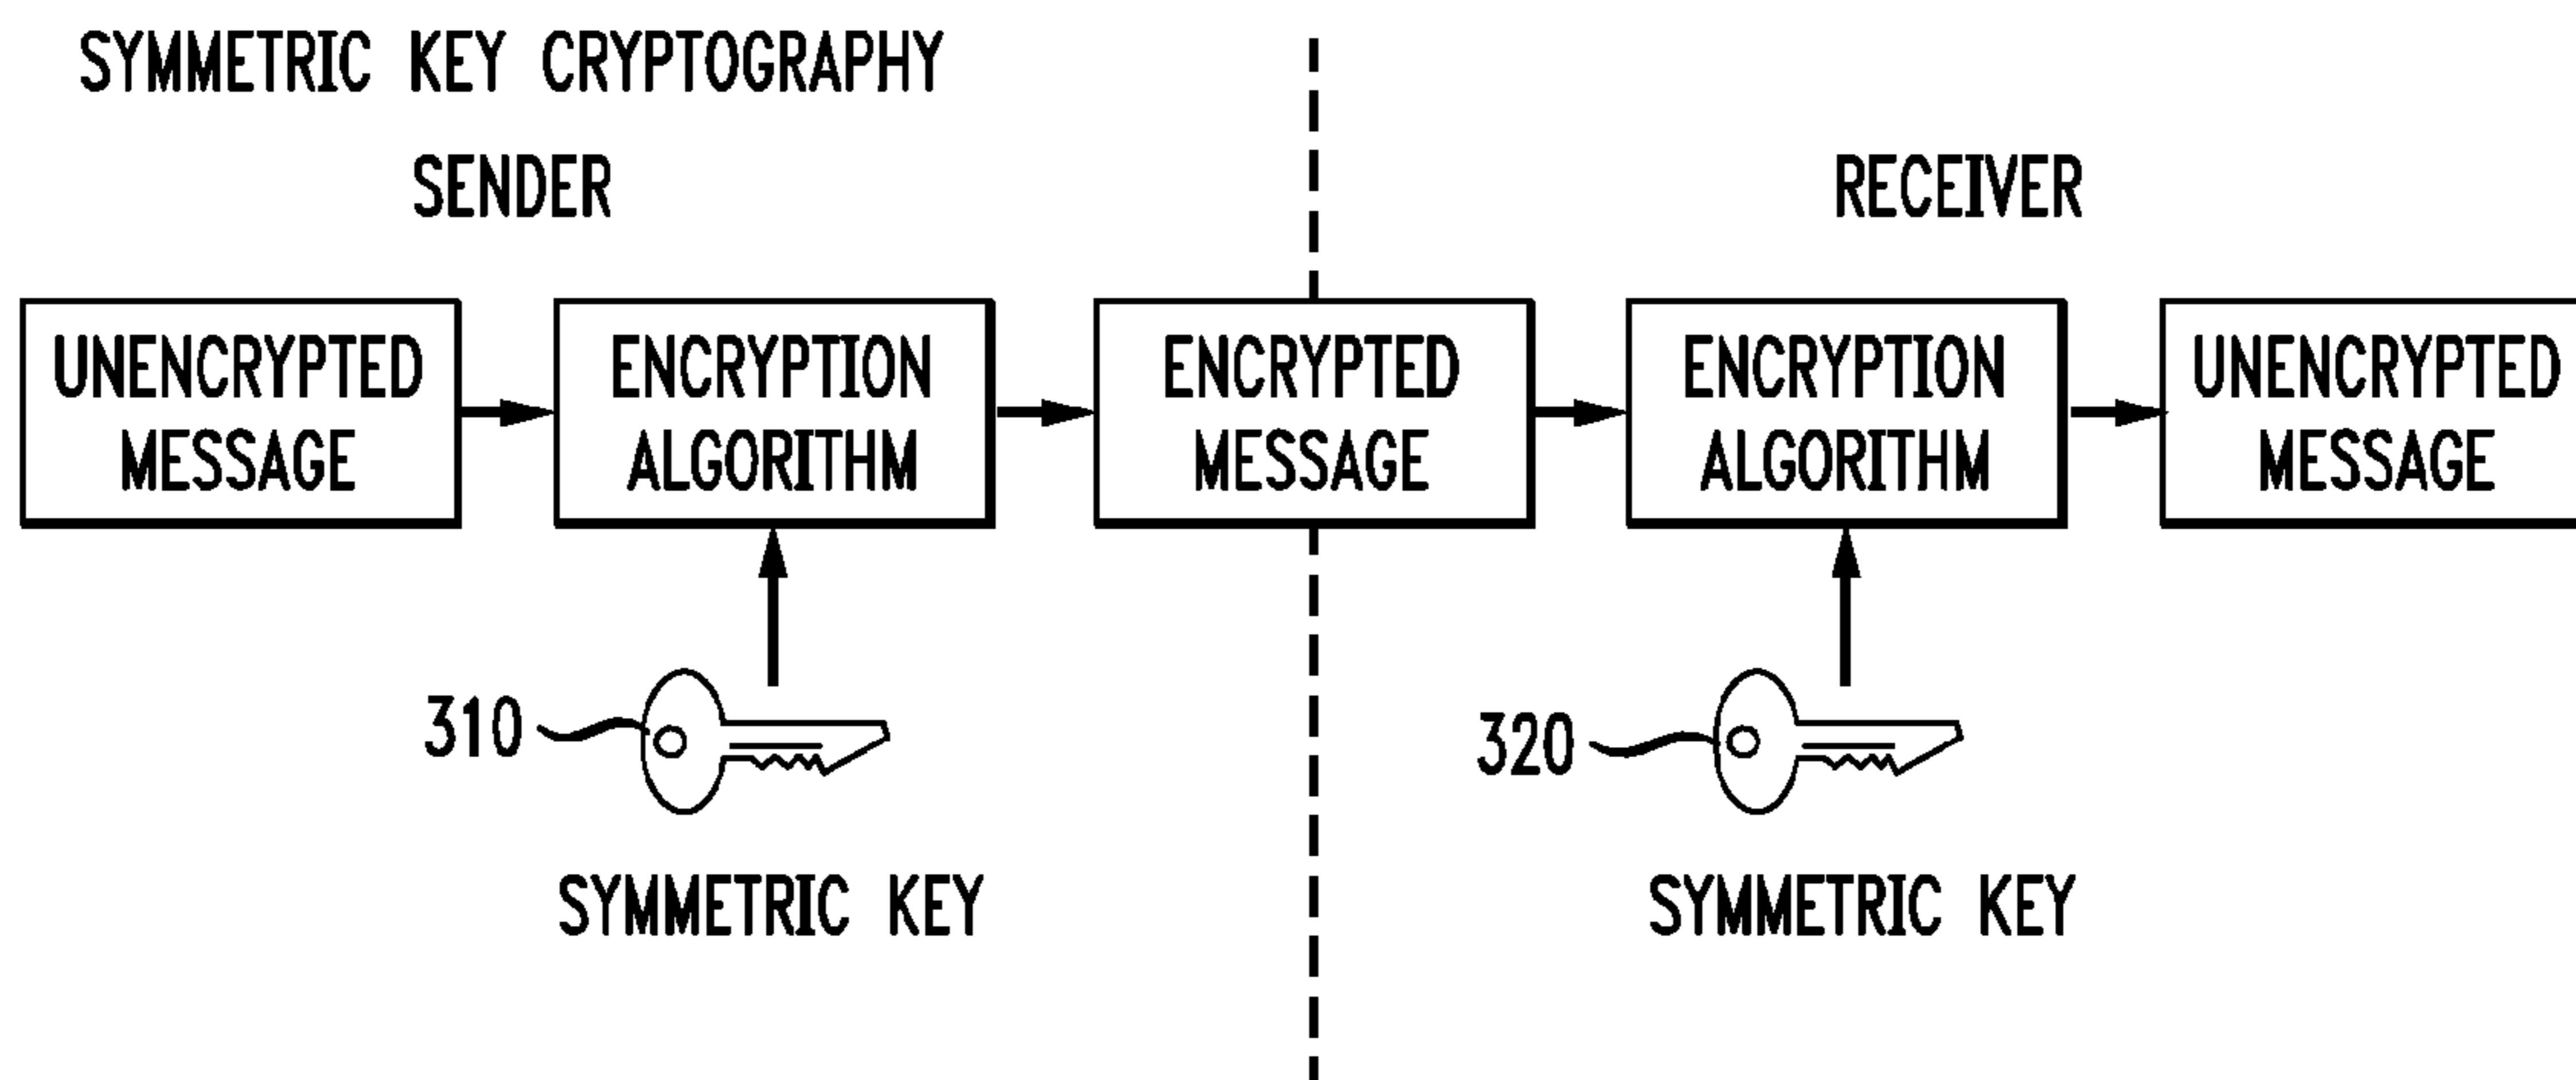 SYMMETRIC KEY CRYPTOGRAPHY
SENDER
RECEIVER
UNENCRYPTED
MESSAGE
ENCRYPTION
ALGORITHM
ENCRYPTED
MESSAGE
ENCRYPTION
ALGORITHM
UNENCRYPTED
MESSAGE
310
320
SYMMETRIC KEY
SYMMETRIC KEY